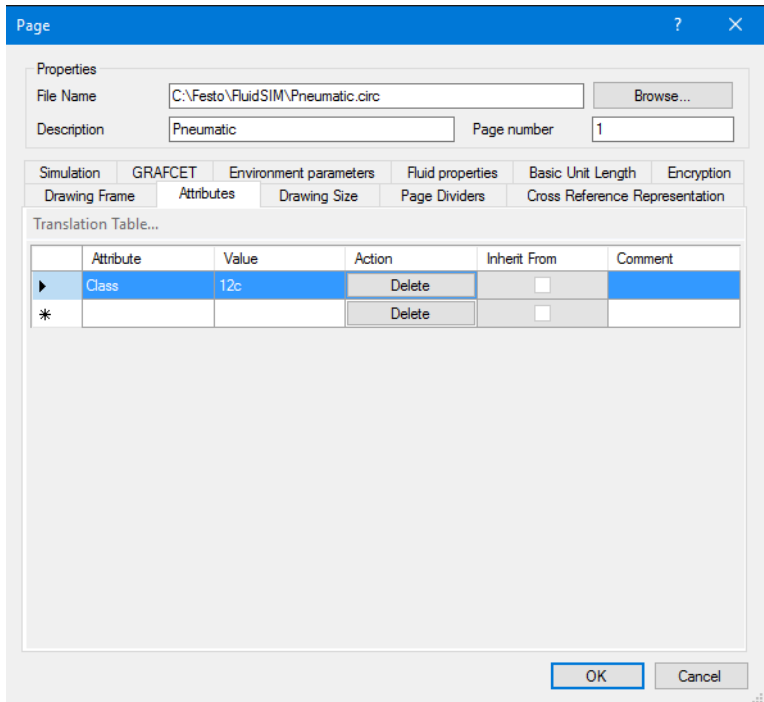 Page ?
Properties
File Name C:\Festo\FluidSIM\Pneumatic.circ Browse...
Description Pneumatic Page number 1
Simulation GRAFCET Environment parameters Fluid properties Basic Unit Length Encryption
Drawing Frame Attributes Drawing Size Page Dividers Cross Reference Representation
Translation Table...
Attribute Value Action Inherit From Comment
Class 12c Delete
Delete
OK Cancel